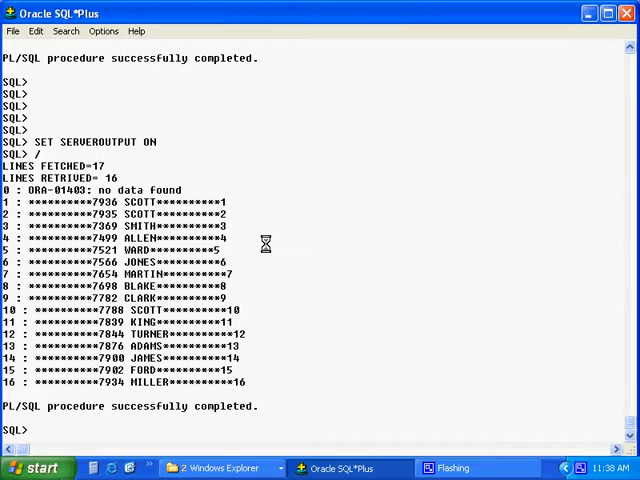 Oracle SQL*Plus
File Edit Search Options Help
PL/SQL procedure successfully completed.
SQL>
SQL>
SQL>
SQL>
SQL>
SQL> SET SERVEROUTPUT ON
SQL> /
LINES FETCHED=17
LINES RETRIVED= 16
0 : ORA-01403: no data found
1 : **********7936 SCOTT**********1
2 : **********7935 SCOTT**********2
3 : **********7369 SMITH**********3
4 : **********7499 ALLEN**********4
5 : **********7521 WARD**********5
6 : **********7566 JONES**********6
7 : **********7654 MARTIN**********7
8 : **********7698 BLAKE**********8
9 : **********7782 CLARK**********9
10 : **********7788 SCOTT**********10
11 : **********7839 KING**********11
12 : **********7844 TURNER**********12
13 : **********7876 ADAMS**********13
14 : **********7900 JAMES**********14
15 : **********7902 FORD**********15
16 : **********7934 MILLER**********16
PL/SQL procedure successfully completed.
SQL>
start 2 Windows Explorer Oracle SQL*Plus Flashing 11:38 AM